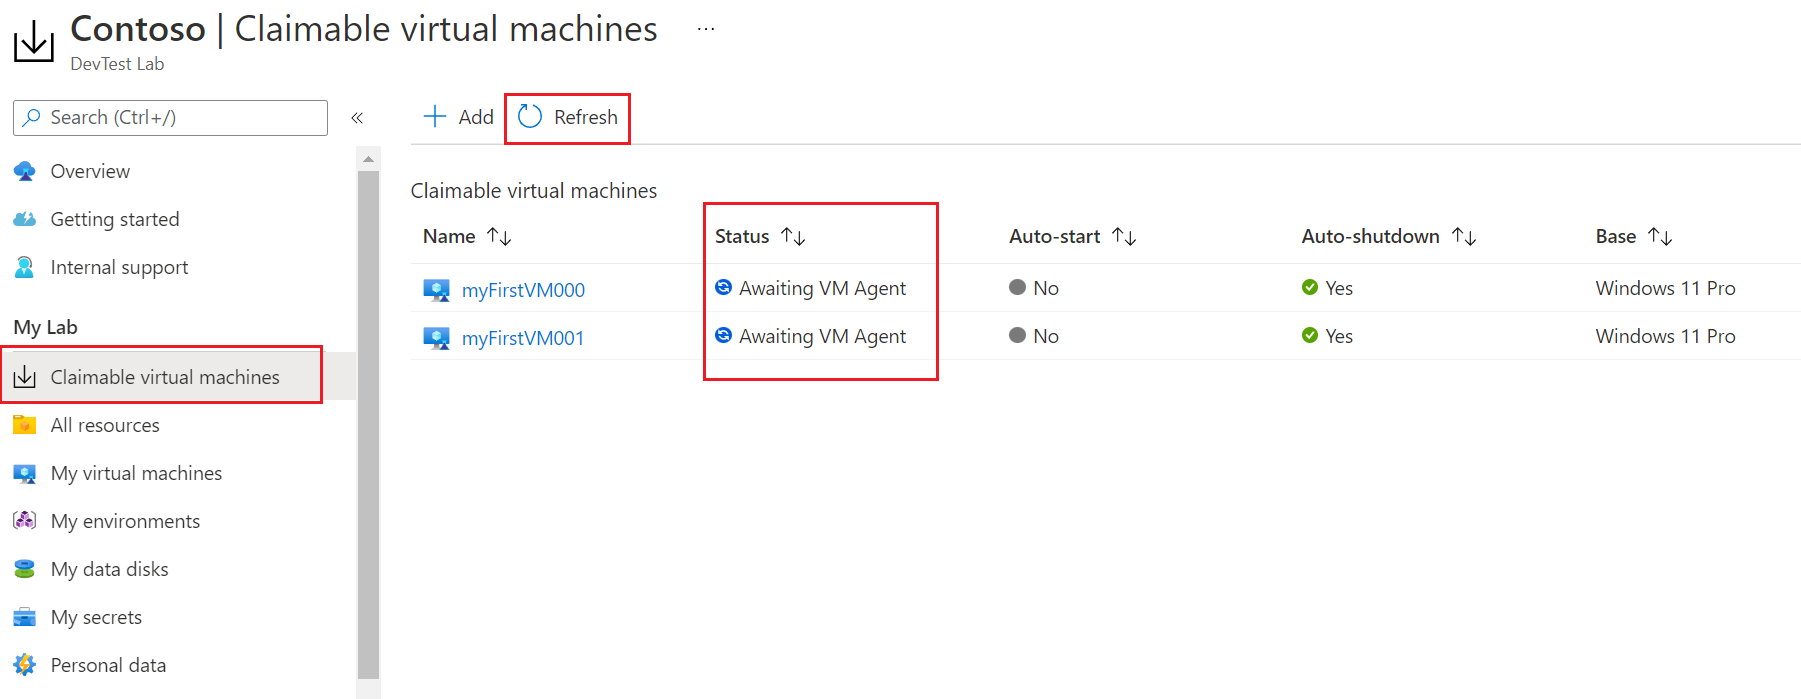 Contoso | Claimable virtual machines ...
DevTest Lab
Search (Ctrl+/) «
Overview
Getting started
Internal support
My Lab
Claimable virtual machines
All resources
My virtual machines
My environments
My data disks
My secrets
Personal data
+ Add Refresh
Claimable virtual machines
Name ↑↓ Status ↑↓ Auto-start ↑↓ Auto-shutdown ↑↓ Base ↑↓
myFirstVM000 Awaiting VM Agent No Yes Windows 11 Pro
myFirstVM001 Awaiting VM Agent No Yes Windows 11 Pro